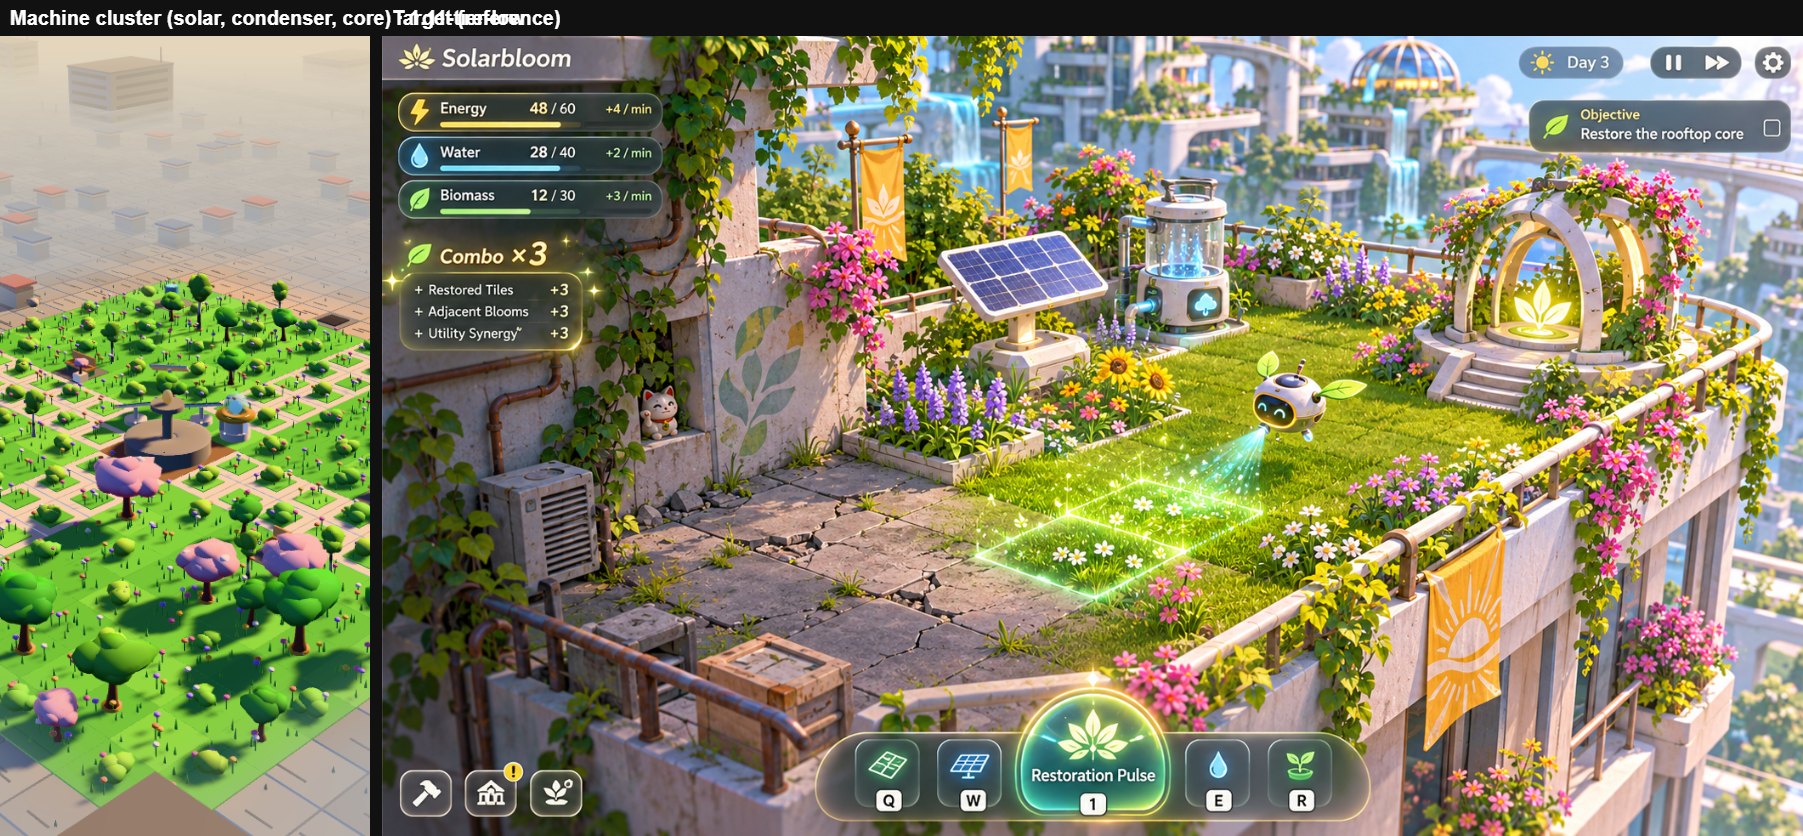 Machine cluster (solar, condenser, core)
Target (reference)
Solarbloom
Energy 48 / 60 +4 / min
Water 28 / 40 +2 / min
Biomass 12 / 30 +3 / min
Combo ×3
+ Restored Tiles +3
+ Adjacent Blooms +3
+ Utility Synergy +3
Day 3
Objective
Restore the rooftop core
!
Restoration Pulse
Q
W
1
E
R